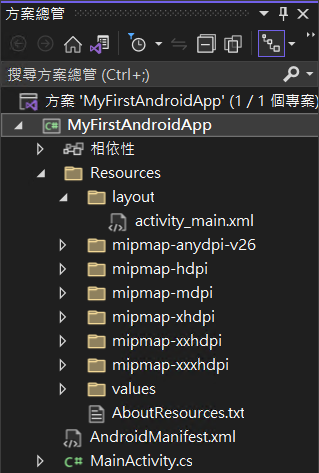 方案總管
搜尋方案總管 (Ctrl+;)
方案 'MyFirstAndroidApp' (1 / 1 個專案)
C# MyFirstAndroidApp
相依性
Resources
layout
activity_main.xml
mipmap-anydpi-v26
mipmap-hdpi
mipmap-mdpi
mipmap-xhdpi
mipmap-xxhdpi
mipmap-xxxhdpi
values
AboutResources.txt
AndroidManifest.xml
C# MainActivity.cs